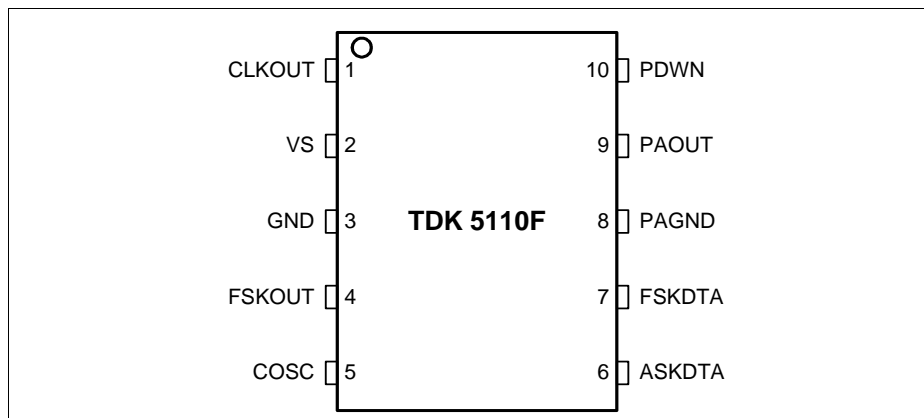 CLKOUT 1 10 PDWN
VS 2 9 PAOUT
GND 3 TDK 5110F 8 PAGND
FSKOUT 4 7 FSKDTA
COSC 5 6 ASKDTA